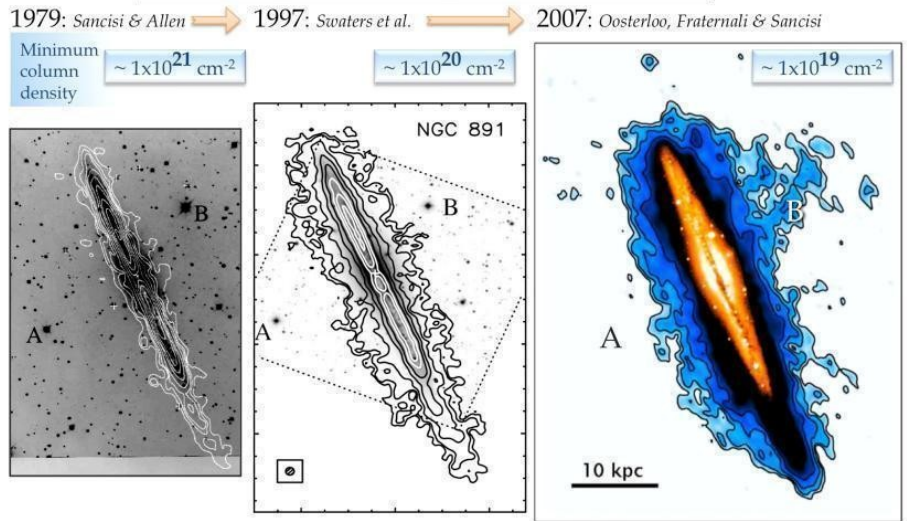 1979: Sancisi & Allen
1997: Swaters et al.
2007: Oosterloo, Fraternali & Sancisi
Minimum
column
density
~ 1x10²¹ cm⁻²
~ 1x10²⁰ cm⁻²
~ 1x10¹⁹ cm⁻²
B
A
NGC 891
B
A
B
A
10 kpc